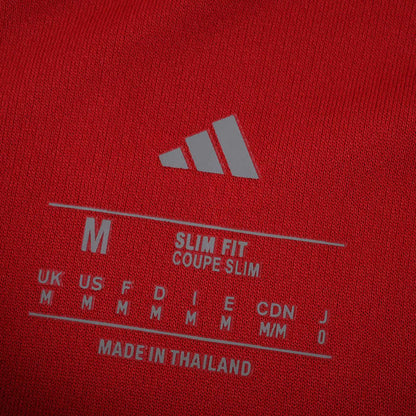 M SLIM FIT
COUPE SLIM
UK US F D I E CDN J
M M M M M M M/M O
MADE IN THAILAND